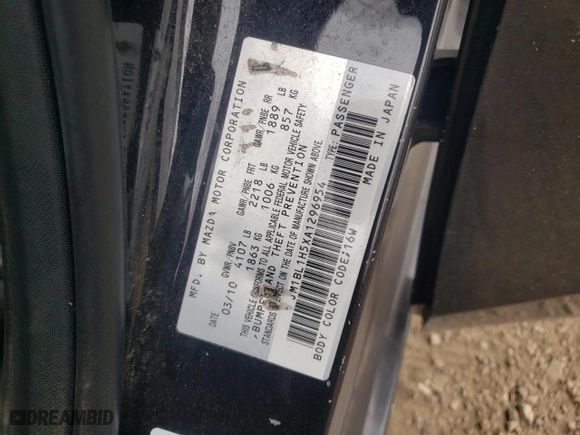 MFD. BY MAZDA MOTOR CORPORATION
DATE GVWR/PNBV GAWR/PNBE FRT GAWR/PNBE RR
03/10 4107 LB 2218 LB 1889 LB
1863 KG 1006 KG 857 KG
THIS VEHICLE CONFORMS TO ALL APPLICABLE FEDERAL MOTOR VEHICLE SAFETY
BUMPER AND THEFT PREVENTION
STANDARDS IN EFFECT ON THE DATE OF MANUFACTURE SHOWN ABOVE
JM1BL1H5XA1296954 TYPE: PASSENGER
BODY COLOR CODE:16W MADE IN JAPAN
DREAMBID